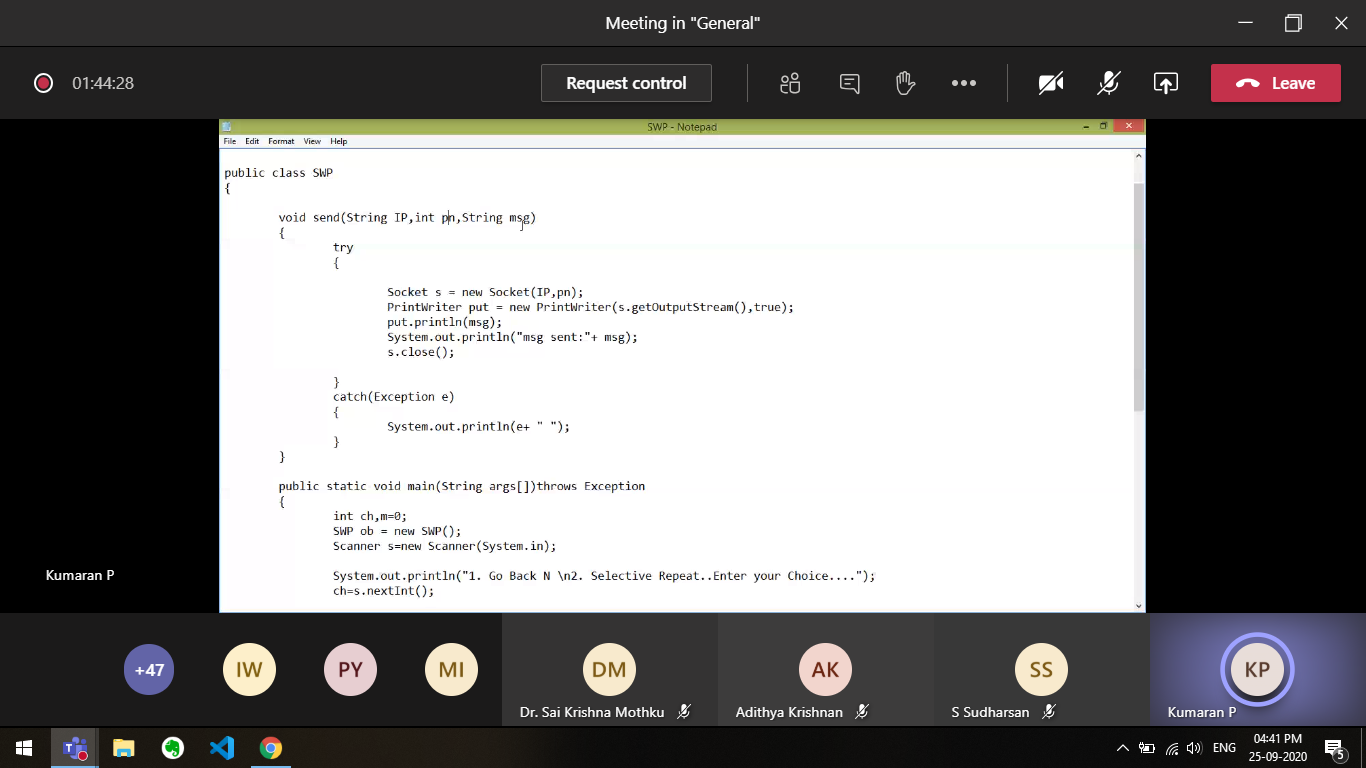 Meeting in "General"
01:44:28
Request control
Leave
SWP - Notepad
File Edit Format View Help
public class SWP
{
void send(String IP,int pn,String msg)
{
try
{
Socket s = new Socket(IP,pn);
PrintWriter put = new PrintWriter(s.getOutputStream(),true);
put.println(msg);
System.out.println("msg sent:"+ msg);
s.close();
}
catch(Exception e)
{
System.out.println(e+ " ");
}
}
public static void main(String args[])throws Exception
{
int ch,m=0;
SWP ob = new SWP();
Scanner s=new Scanner(System.in);
System.out.println("1. Go Back N \n2. Selective Repeat..Enter your Choice....");
ch=s.nextInt();
Kumaran P
+47
IW
PY
MI
DM
AK
SS
KP
Dr. Sai Krishna Mothku
Adithya Krishnan
S Sudharsan
Kumaran P
ENG
04:41 PM
25-09-2020
5